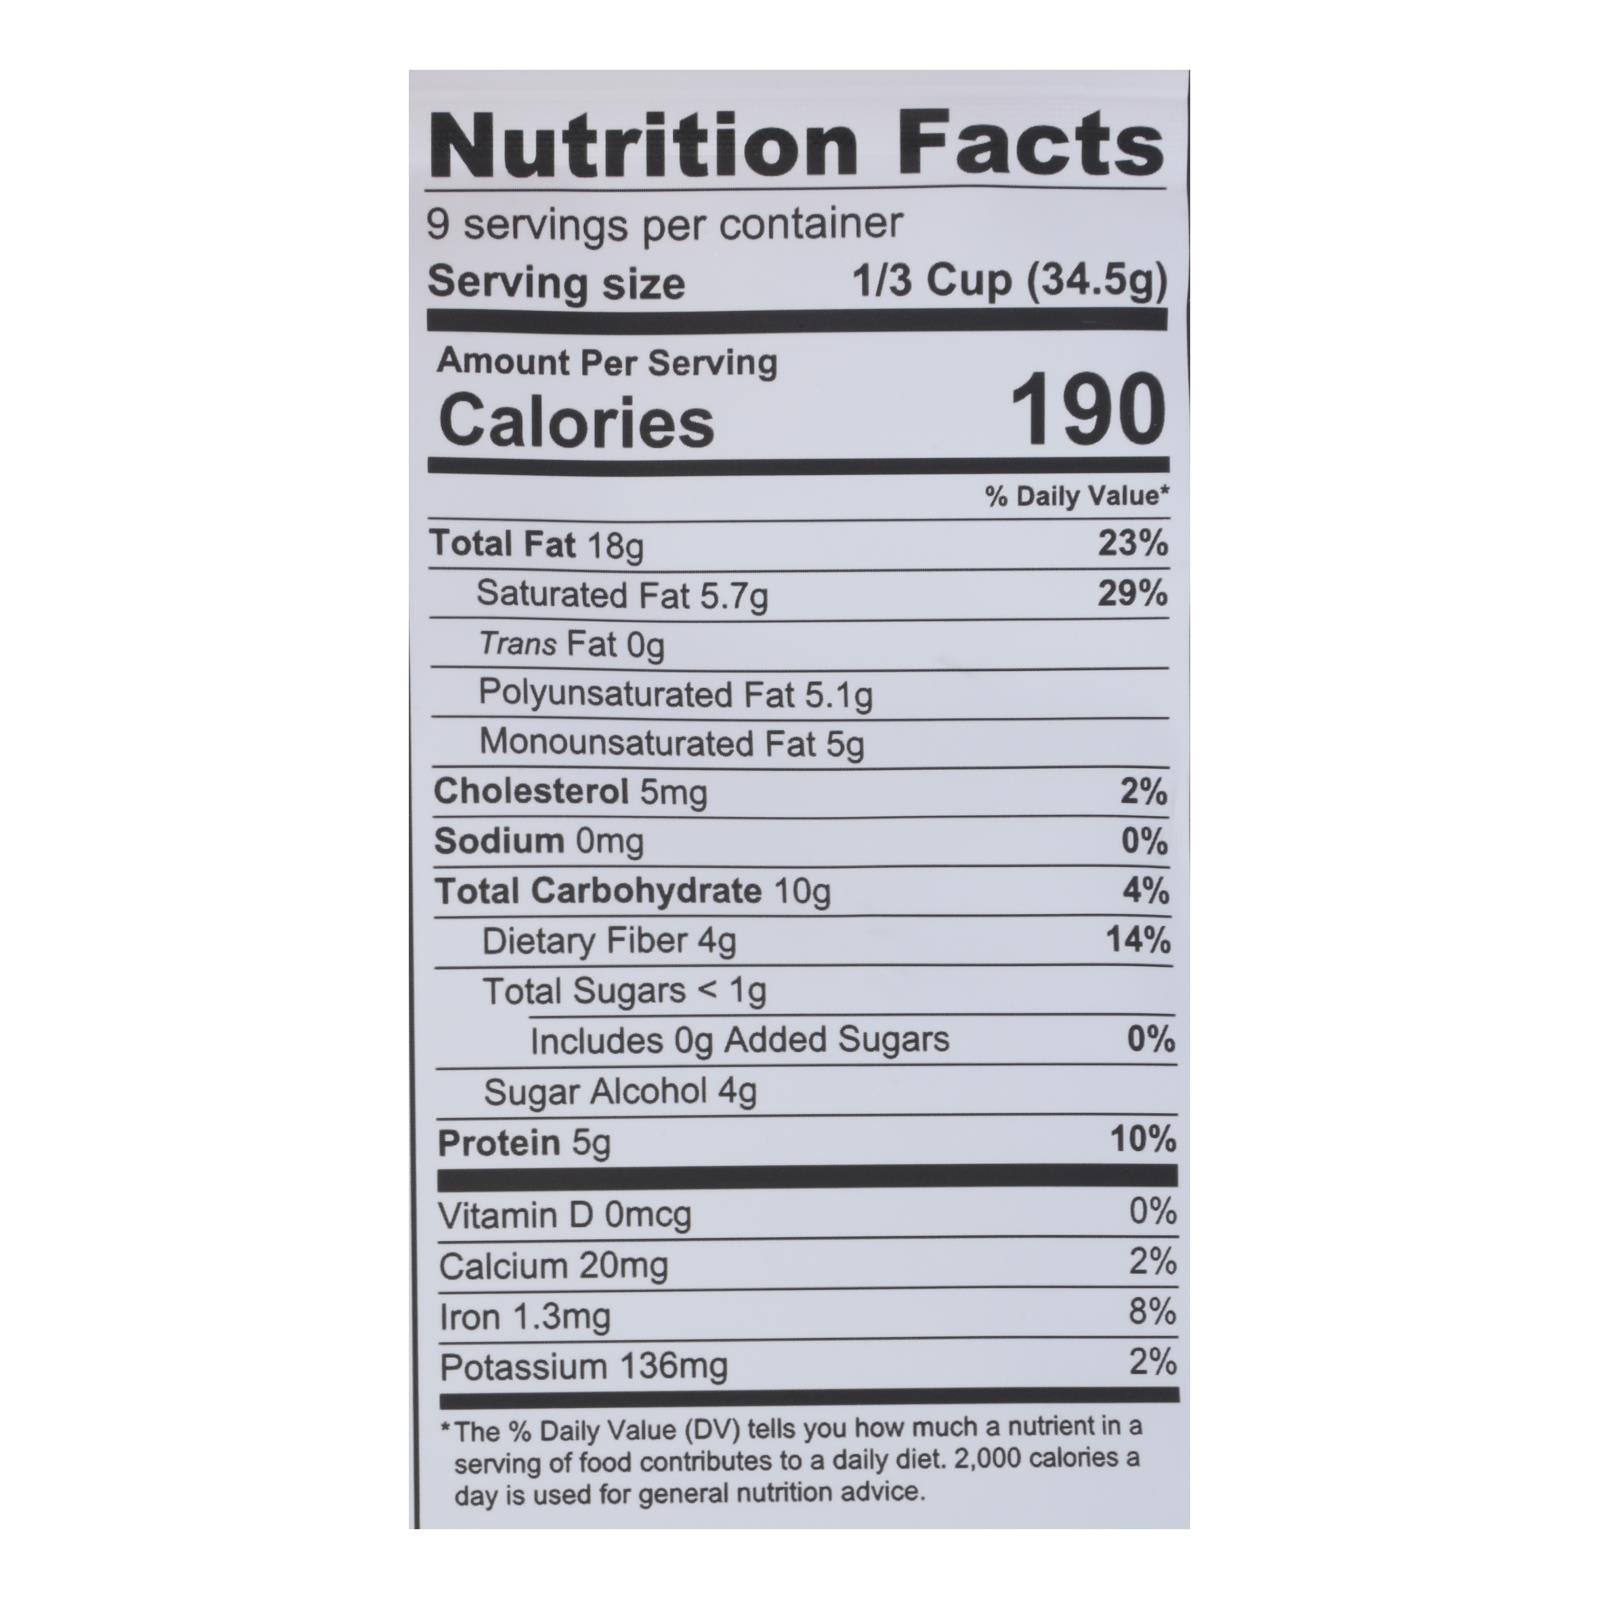 Nutrition Facts
9 servings per container
Serving size 1/3 Cup (34.5g)
Amount Per Serving
Calories 190
% Daily Value*
Total Fat 18g 23%
Saturated Fat 5.7g 29%
Trans Fat 0g
Polyunsaturated Fat 5.1g
Monounsaturated Fat 5g
Cholesterol 5mg 2%
Sodium 0mg 0%
Total Carbohydrate 10g 4%
Dietary Fiber 4g 14%
Total Sugars < 1g
Includes 0g Added Sugars 0%
Sugar Alcohol 4g
Protein 5g 10%
Vitamin D 0mcg 0%
Calcium 20mg 2%
Iron 1.3mg 8%
Potassium 136mg 2%
*The % Daily Value (DV) tells you how much a nutrient in a
serving of food contributes to a daily diet. 2,000 calories a
day is used for general nutrition advice.